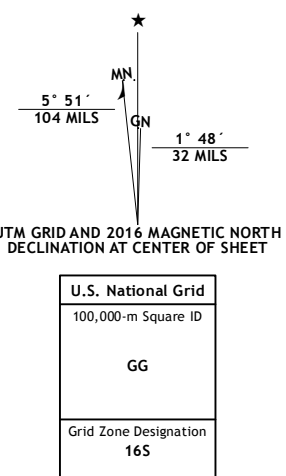 MN
GN
5° 51´
104 MILS
1° 48´
32 MILS
UTM GRID AND 2016 MAGNETIC NORTH
DECLINATION AT CENTER OF SHEET
U.S. National Grid
100,000-m Square ID
GG
Grid Zone Designation
16S